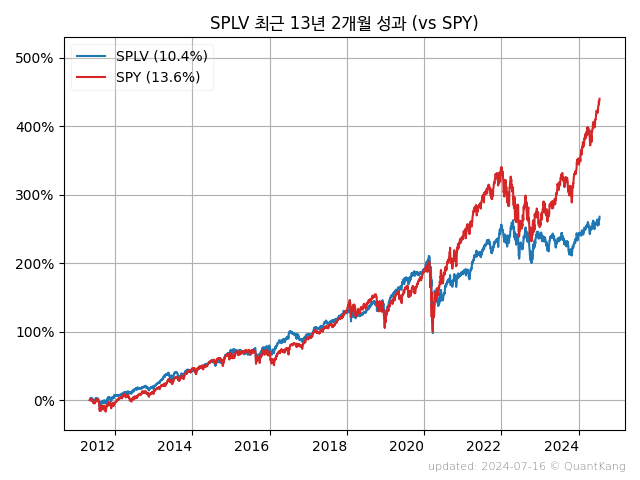 SPLV 최근 13년 2개월 성과 (vs SPY)
SPLV (10.4%)
SPY (13.6%)
500%
400%
300%
200%
100%
0%
2012 2014 2016 2018 2020 2022 2024
updated: 2024-07-16 © QuantKang